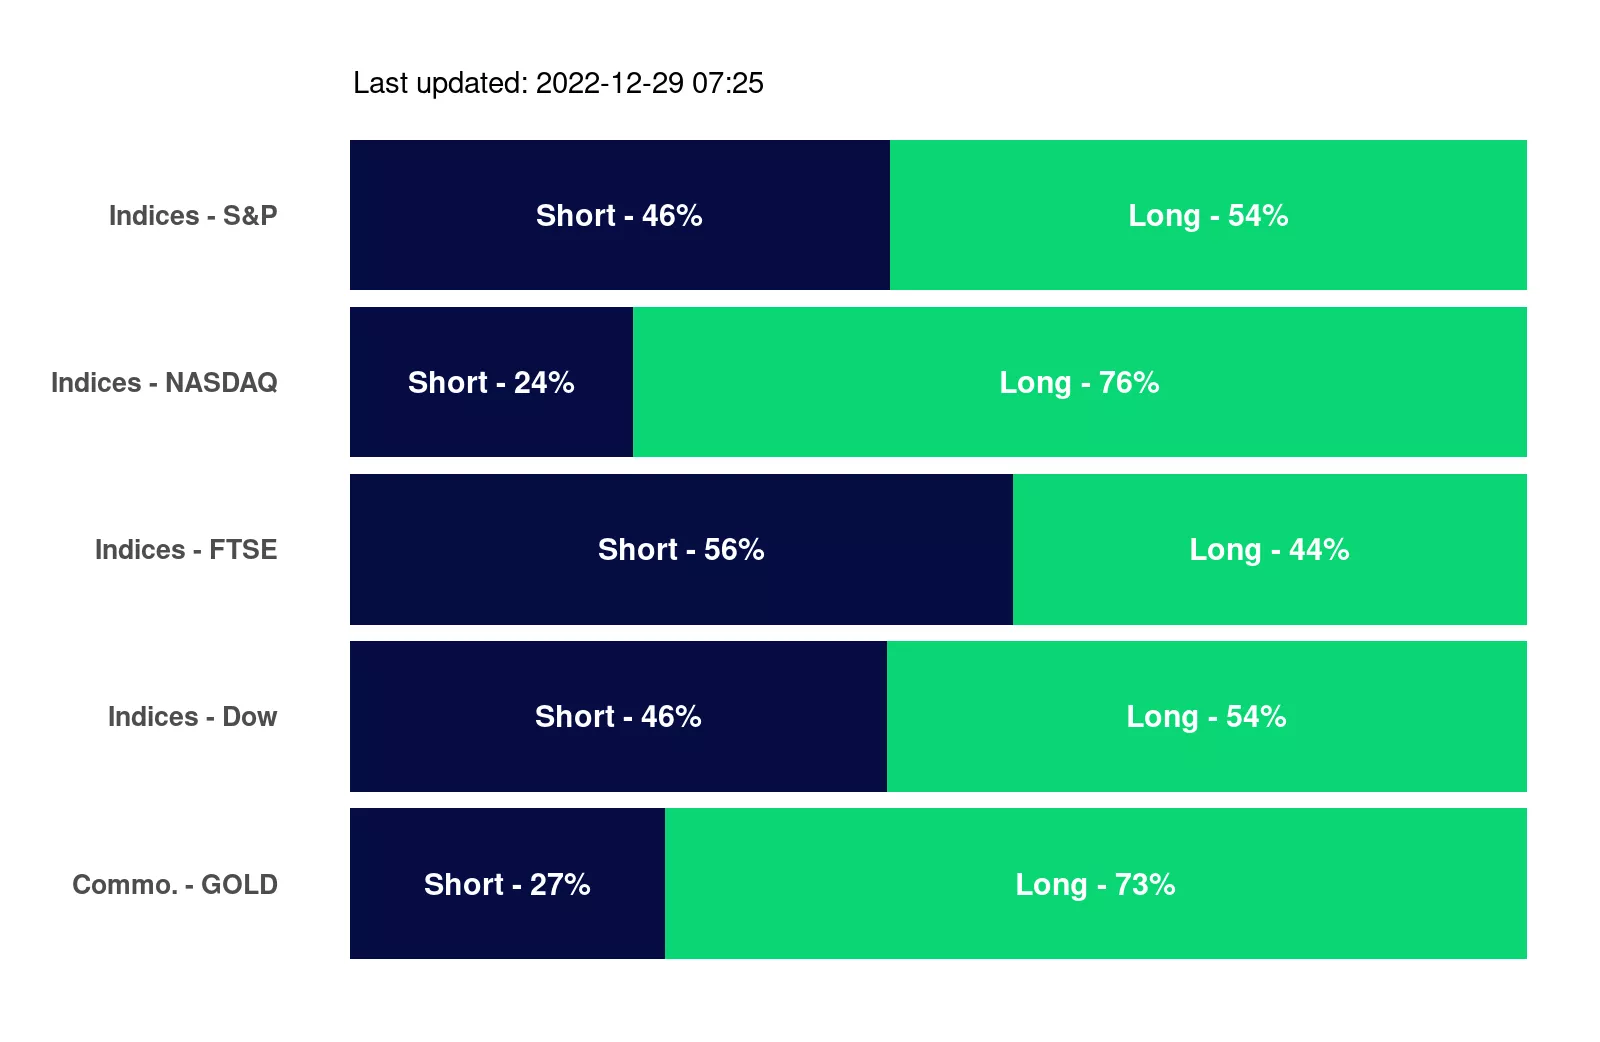 Last updated: 2022-12-29 07:25
Indices - S&P Short - 46% Long - 54%
Indices - NASDAQ Short - 24% Long - 76%
Indices - FTSE Short - 56% Long - 44%
Indices - Dow Short - 46% Long - 54%
Commo. - GOLD Short - 27% Long - 73%